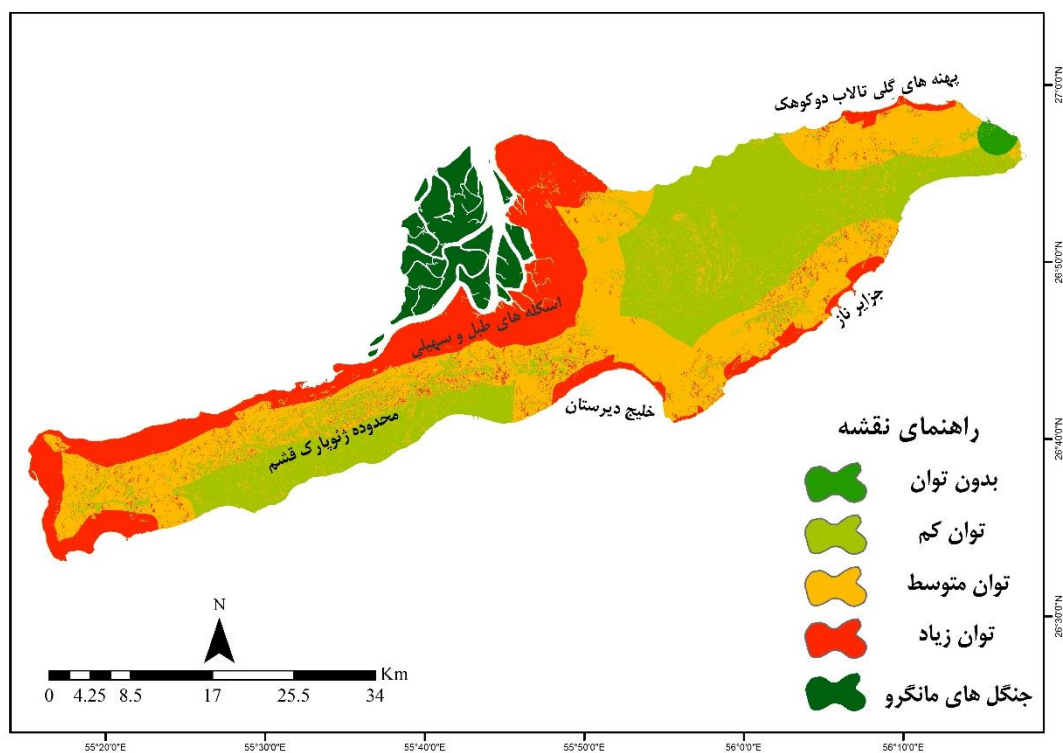 پهنه های گلی تالاب دوکوهک
اسکله های طبل و سهیلی
جزایر ناز
خلیج دیرستان
محدوده ژئوپارک قشم
راهنمای نقشه
بدون توان
توان کم
توان متوسط
توان زیاد
جنگل های مانگرو
N
Km
0 4.25 8.5 17 25.5 34
27°0'0"N
26°50'0"N
26°40'0"N
26°30'0"N
55°20'0"E 55°30'0"E 55°40'0"E 55°50'0"E 56°0'0"E 56°10'0"E